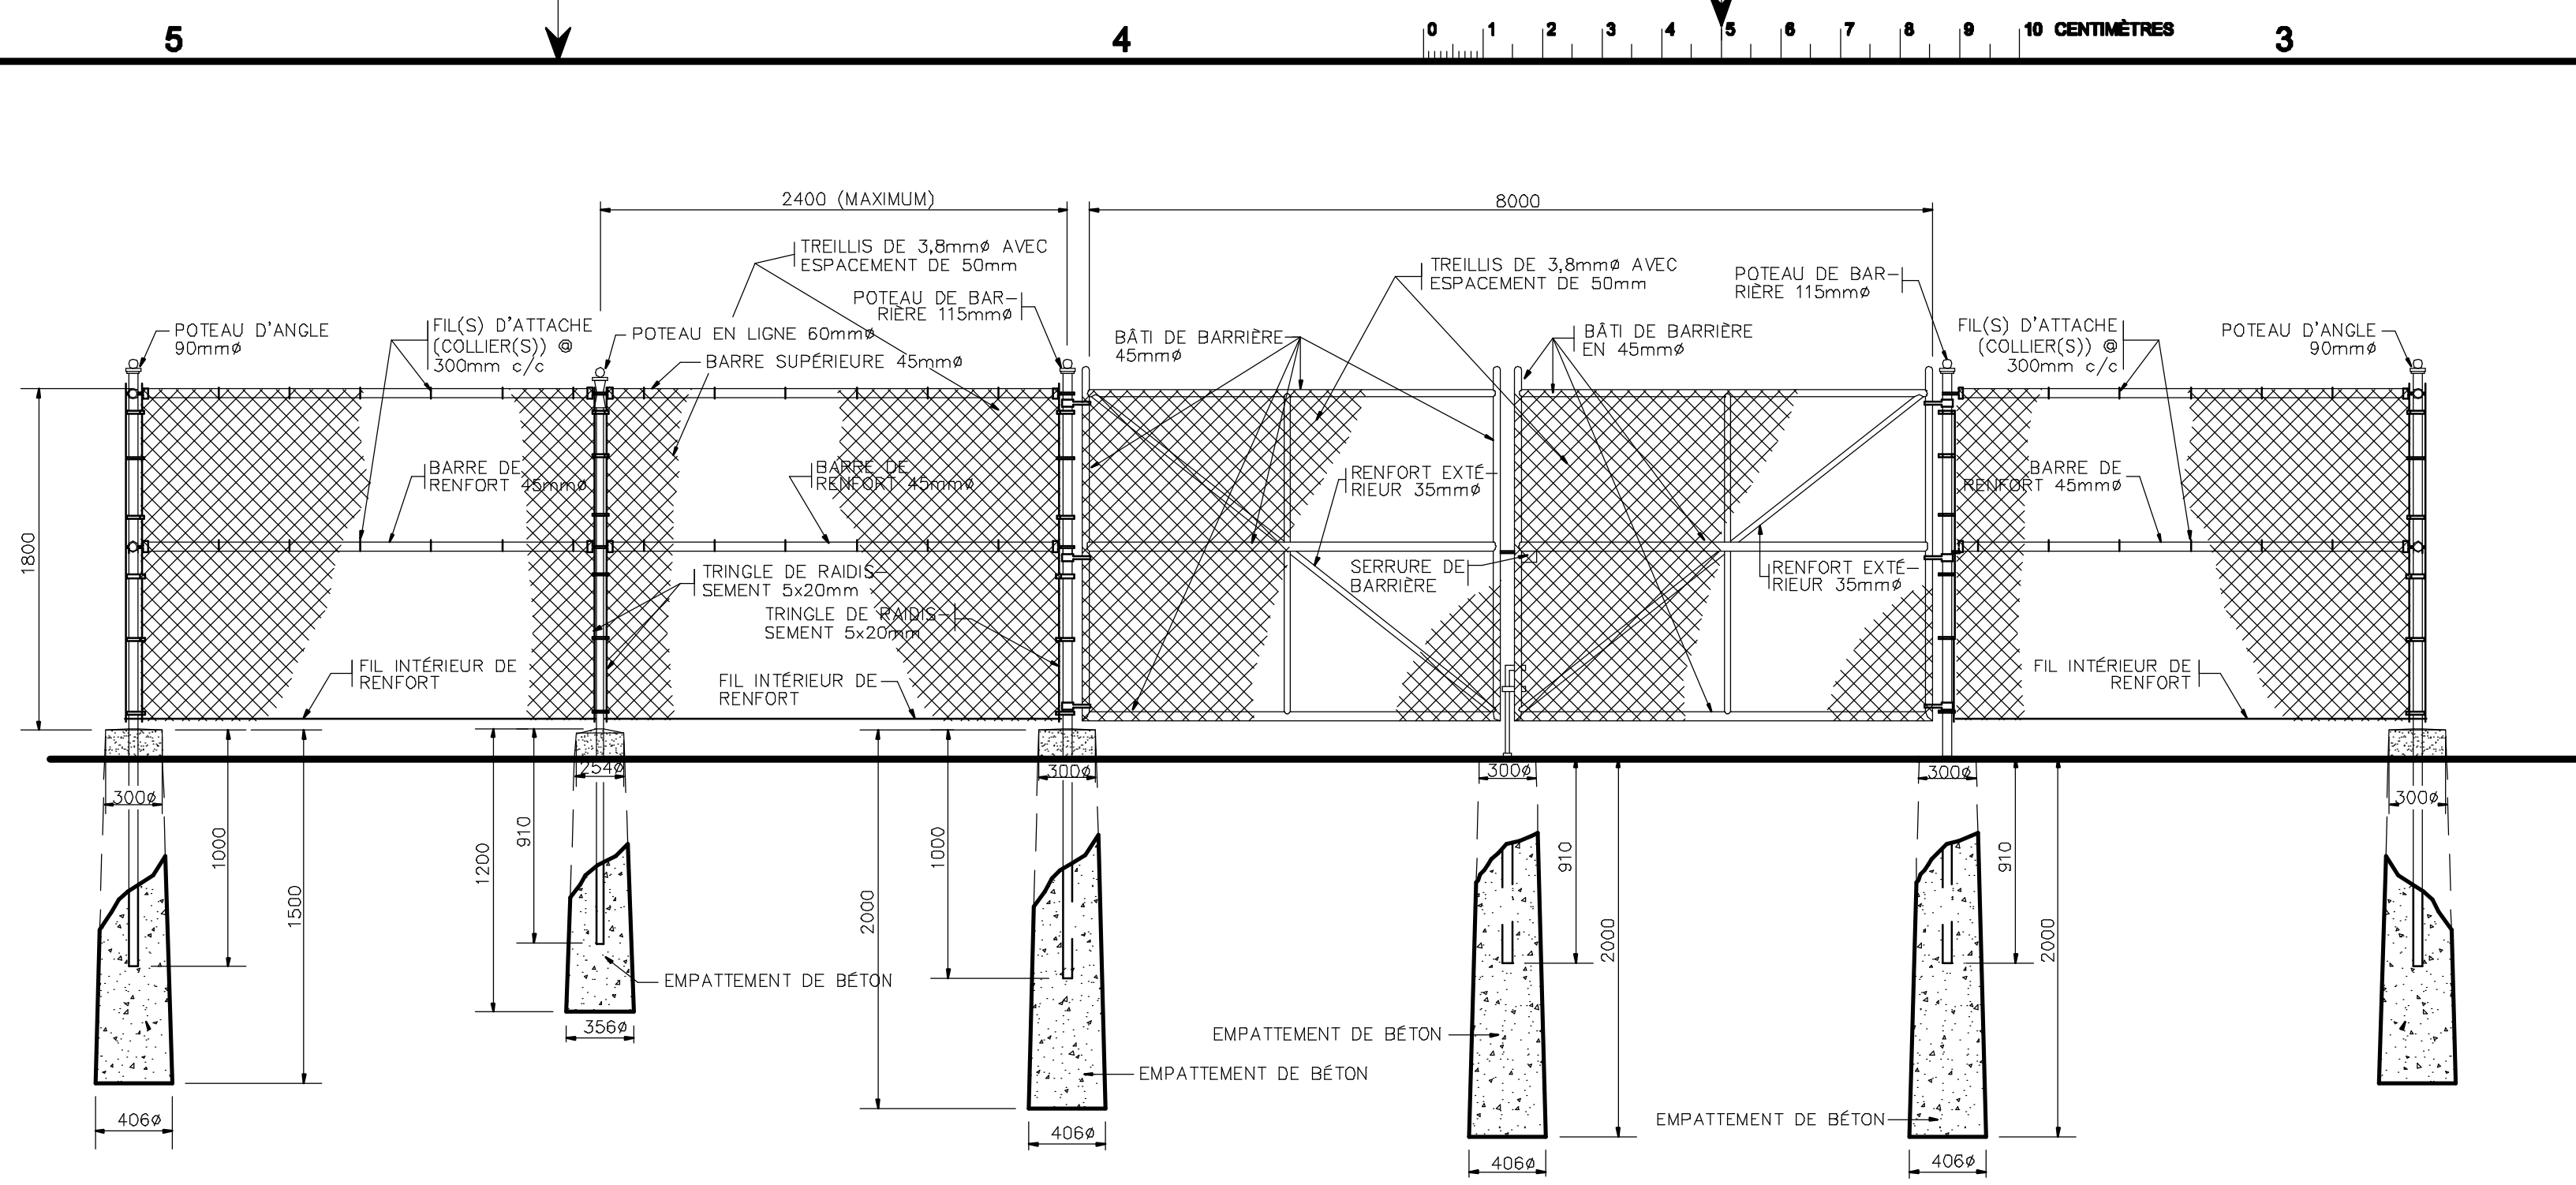 5
4
0 1 2 3 4 5 6 7 8 9 10 CENTIMÈTRES
3
2400 (MAXIMUM)
8000
TREILLIS DE 3,8mmø AVEC
ESPACEMENT DE 50mm
POTEAU DE BAR-
RIÈRE 115mmø
TREILLIS DE 3,8mmø AVEC
ESPACEMENT DE 50mm
POTEAU DE BAR-
RIÈRE 115mmø
POTEAU D'ANGLE
90mmø
FIL(S) D'ATTACHE
(COLLIER(S)) @
300mm c/c
POTEAU EN LIGNE 60mmø
BARRE SUPÉRIEURE 45mmø
BÂTI DE BARRIÈRE
45mmø
BÂTI DE BARRIÈRE
EN 45mmø
FIL(S) D'ATTACHE
(COLLIER(S)) @
300mm c/c
POTEAU D'ANGLE
90mmø
BARRE DE
RENFORT 45mmø
BARRE DE
RENFORT 45mmø
RENFORT EXTÉ-
RIEUR 35mmø
BARRE DE
RENFORT 45mmø
1800
TRINGLE DE RAIDIS-
SEMENT 5x20mm
TRINGLE DE RAIDIS-
SEMENT 5x20mm
SERRURE DE
BARRIÈRE
RENFORT EXTÉ-
RIEUR 35mmø
FIL INTÉRIEUR DE
RENFORT
FIL INTÉRIEUR DE
RENFORT
FIL INTÉRIEUR DE
RENFORT
300ø
254ø
300ø
300ø
300ø
300ø
1000
1500
1200
910
2000
1000
910
2000
910
2000
EMPATTEMENT DE BÉTON
356ø
EMPATTEMENT DE BÉTON
EMPATTEMENT DE BÉTON
EMPATTEMENT DE BÉTON
406ø
406ø
406ø
406ø